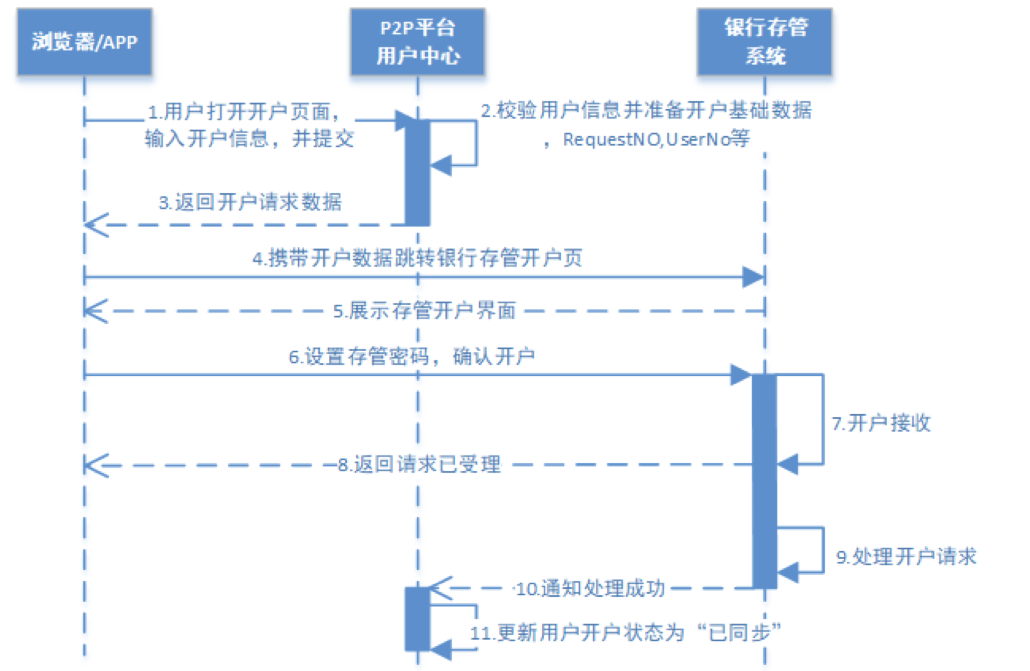 浏览器/APP
P2P平台
用户中心
银行存管
系统
1.用户打开开户页面，
输入开户信息，并提交
2.校验用户信息并准备开户基础数据
，RequestNO,UserNo等
3.返回开户请求数据
4.携带开户数据跳转银行存管开户页
5.展示存管开户界面
6.设置存管密码，确认开户
7.开户接收
8.返回请求已受理
9.处理开户请求
10.通知处理成功
11.更新用户开户状态为“已同步”